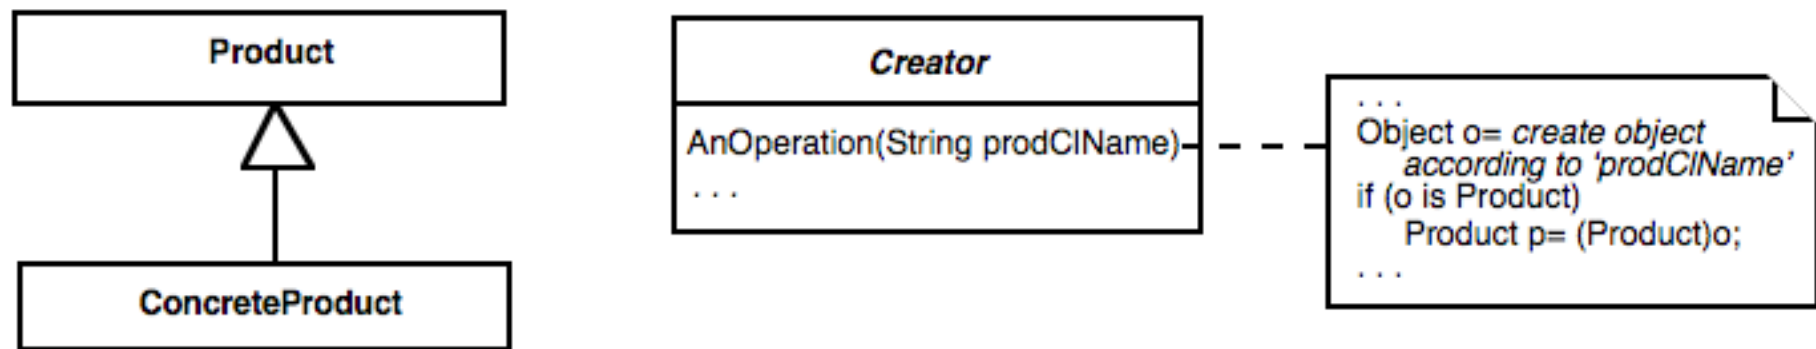 Product
ConcreteProduct
Creator
AnOperation(String prodClName)
. . .
. . .
Object o= create object
according to ‘prodClName’
if (o is Product)
Product p= (Product)o;
. . .